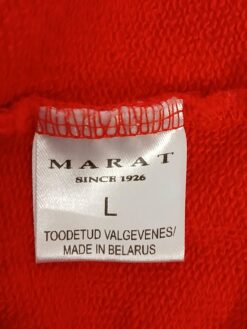 MARAT
SINCE 1926
L
TOODETUD VALGEVENES/
MADE IN BELARUS